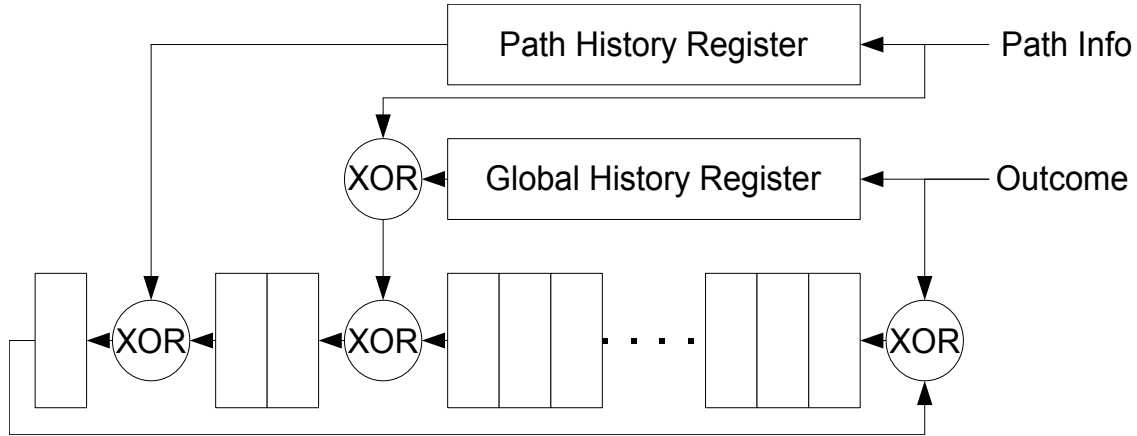 Path History Register
Path Info
XOR
Global History Register
Outcome
XOR
XOR
XOR